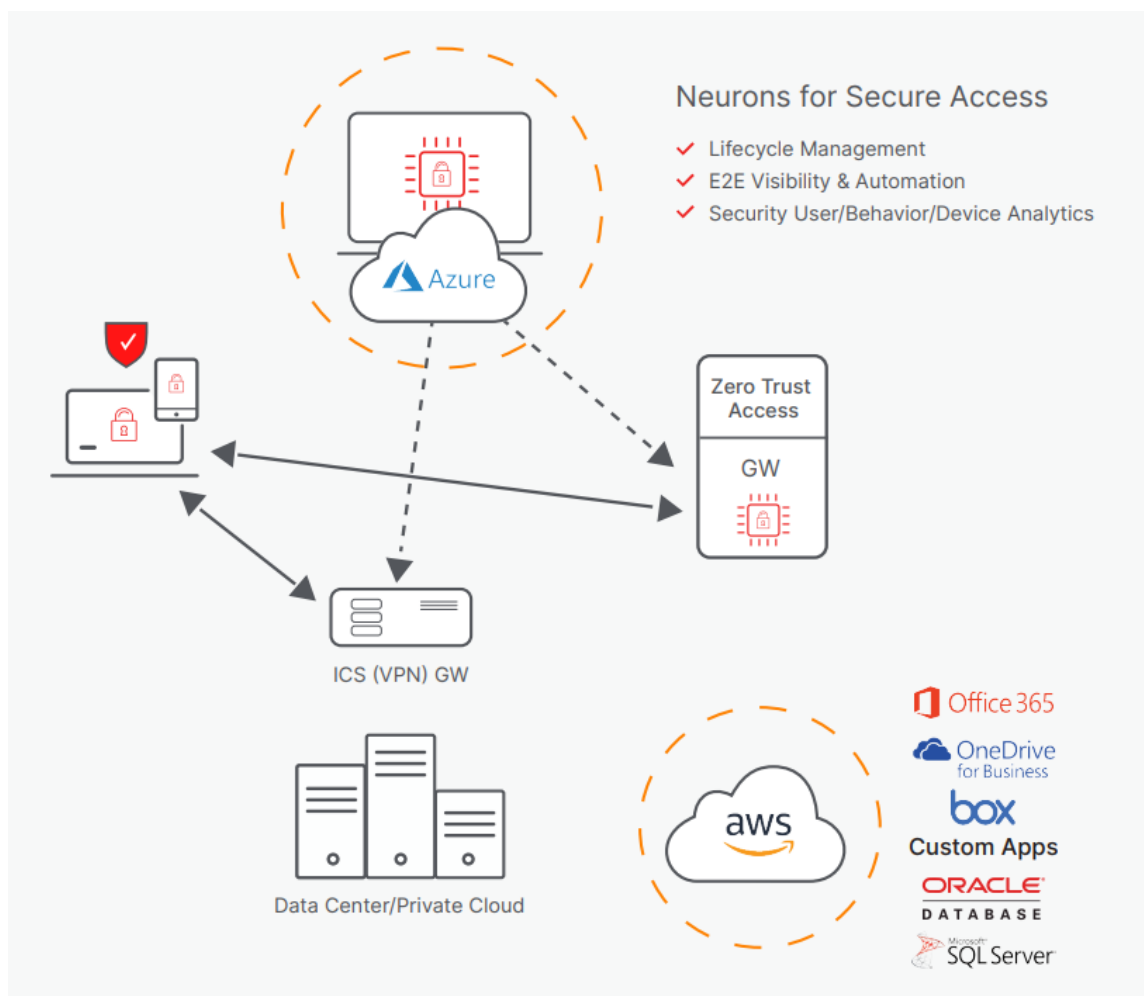 Neurons for Secure Access
Lifecycle Management
E2E Visibility & Automation
Security User/Behavior/Device Analytics
Azure
Zero Trust
Access
GW
ICS (VPN) GW
Data Center/Private Cloud
aws
Office 365
OneDrive
for Business
box
Custom Apps
ORACLE
DATABASE
Microsoft
SQL Server